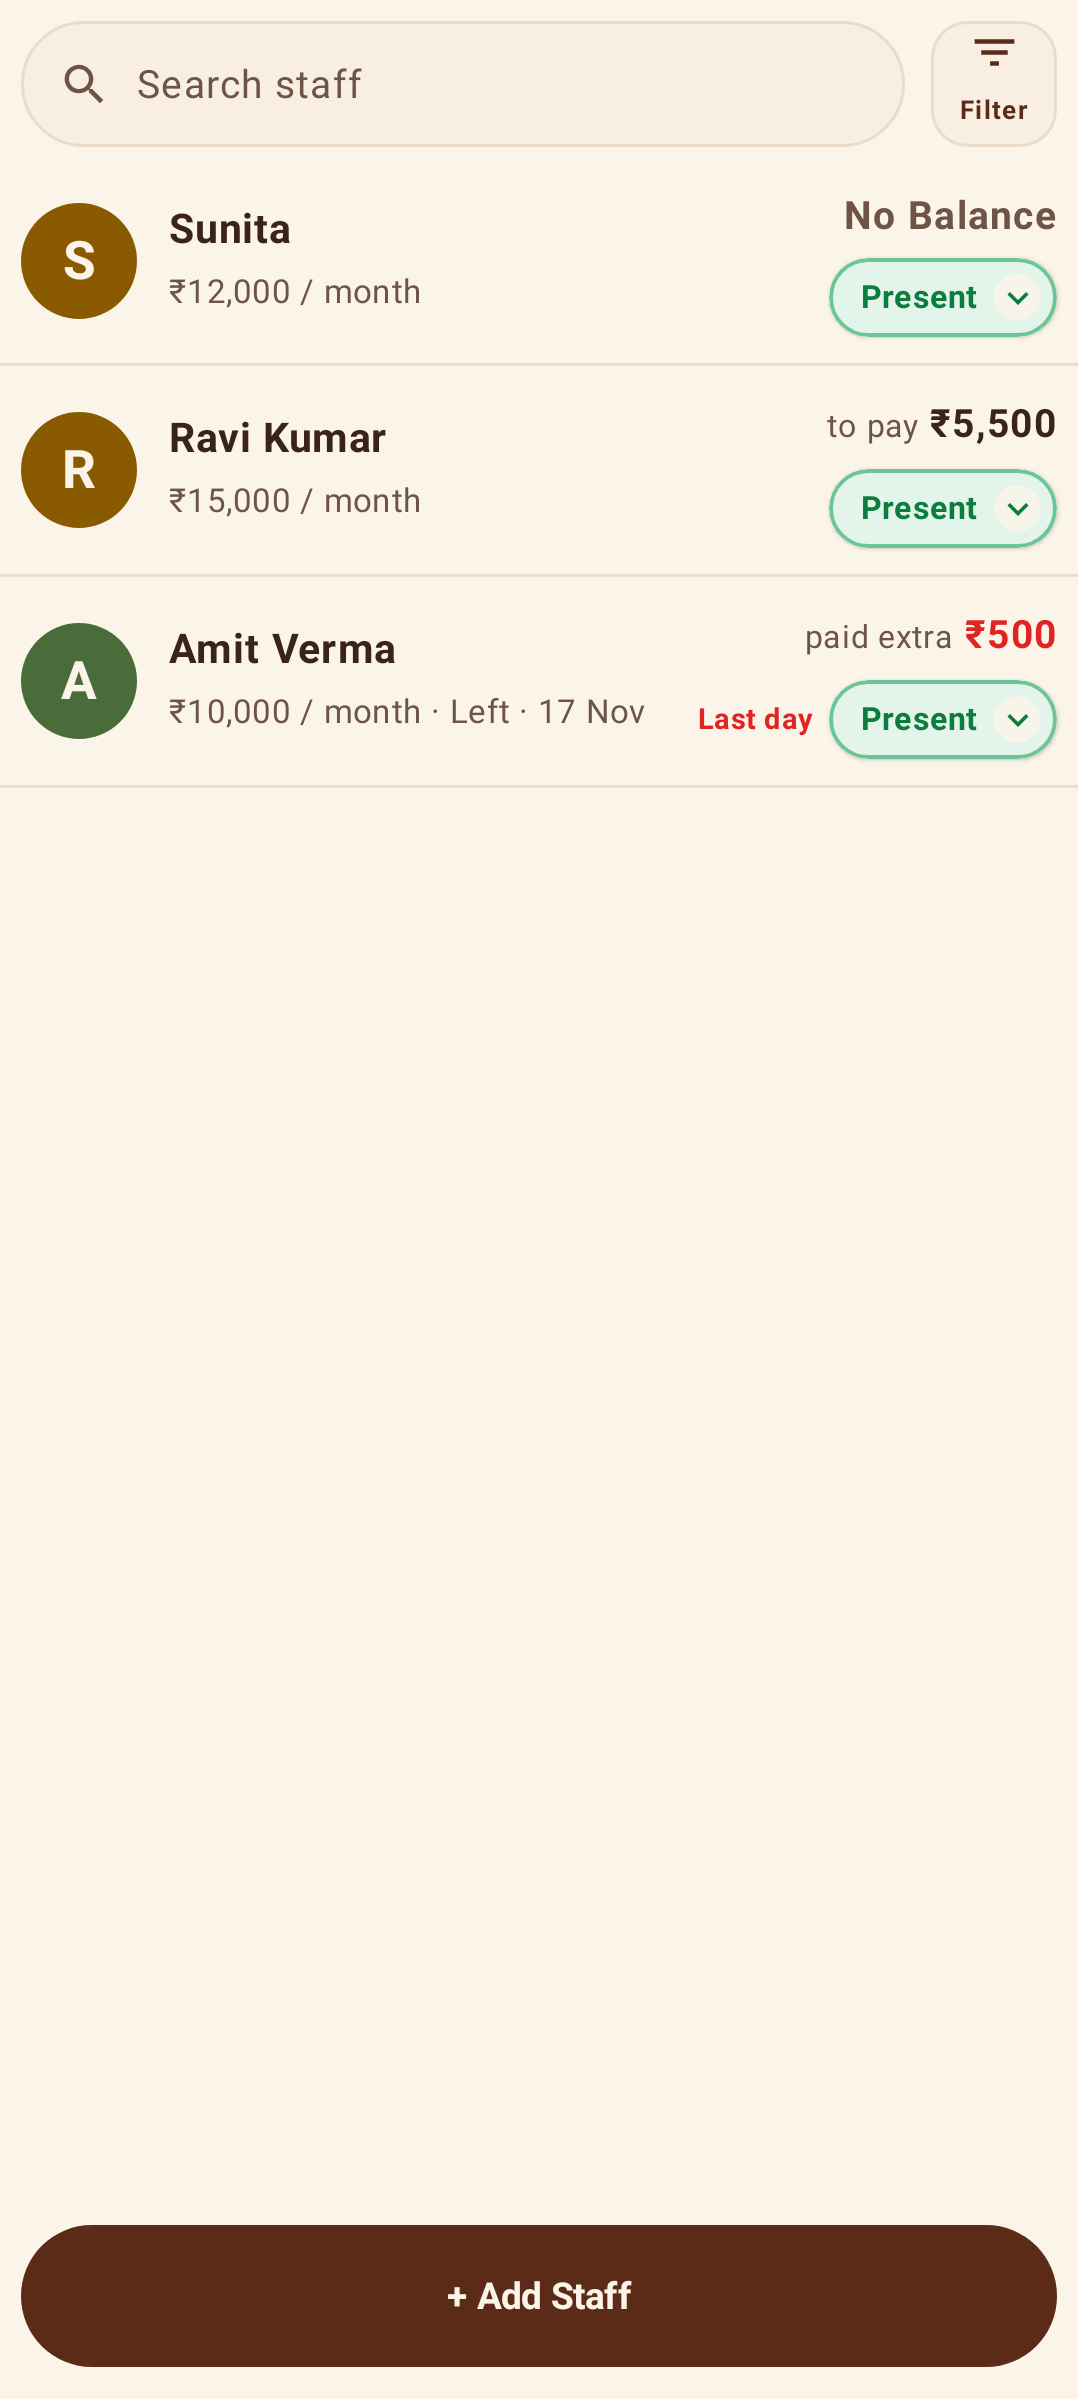 Search staff
Filter
S
Sunita
₹12,000 / month
No Balance
Present
R
Ravi Kumar
₹15,000 / month
to pay ₹5,500
Present
A
Amit Verma
₹10,000 / month · Left · 17 Nov
paid extra ₹500
Last day
Present
+ Add Staff